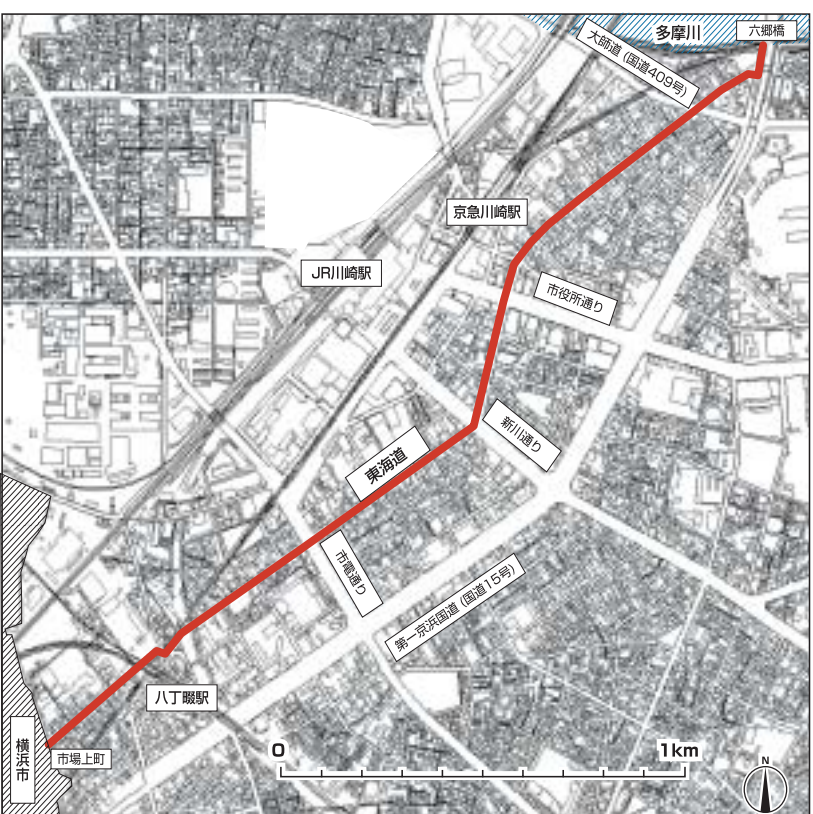 六郷橋
多摩川
大師道 (国道409号)
京急川崎駅
JR川崎駅
市役所通り
新川通り
東海道
市電通り
第一京浜国道 (国道15号)
八丁畷駅
横浜市
市場上町
0
1km
N